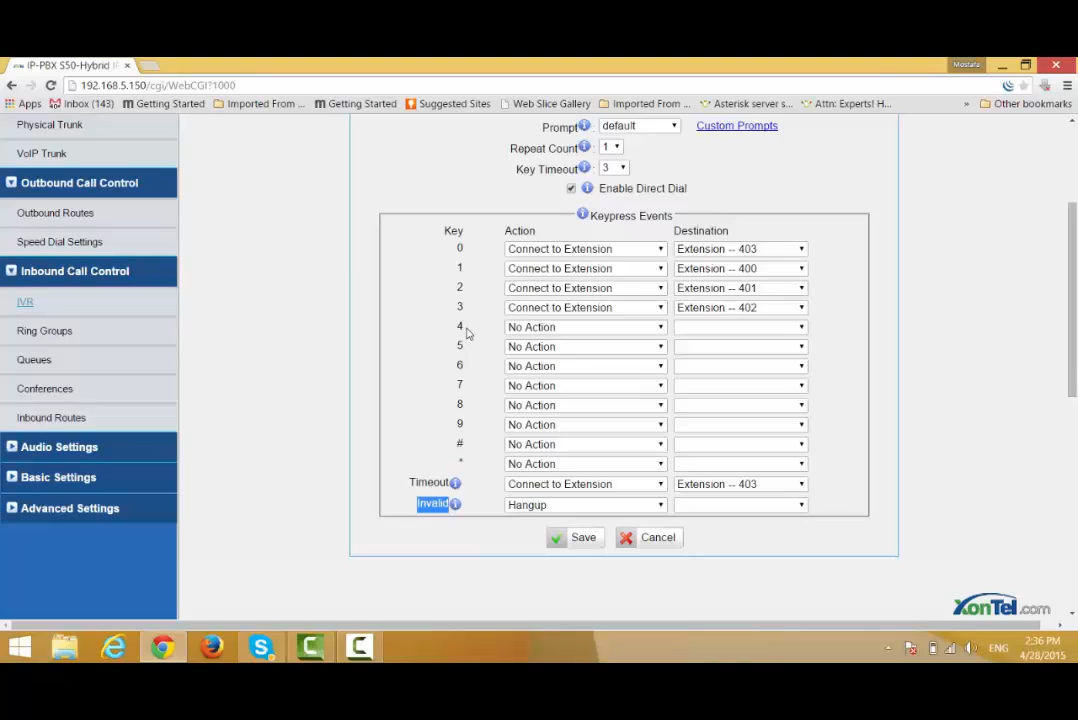 IP-PBX S50-Hybrid IP
Mostafa
192.168.5.150/cgi/WebCGI?1000
Apps
Inbox (143)
Getting Started
Imported From ...
Getting Started
Suggested Sites
Web Slice Gallery
Imported From ...
Asterisk server s...
Attn: Experts! H...
»
Other bookmarks
Physical Trunk
VoIP Trunk
Outbound Call Control
Outbound Routes
Speed Dial Settings
Inbound Call Control
IVR
Ring Groups
Queues
Conferences
Inbound Routes
Audio Settings
Basic Settings
Advanced Settings
Prompt : default Custom Prompts
Repeat Count : 1
Key Timeout : 3
Enable Direct Dial
Keypress Events
Key Action Destination
0 Connect to Extension Extension -- 403
1 Connect to Extension Extension -- 400
2 Connect to Extension Extension -- 401
3 Connect to Extension Extension -- 402
4 No Action
5 No Action
6 No Action
7 No Action
8 No Action
9 No Action
# No Action
* No Action
Timeout Connect to Extension Extension -- 403
Invalid Hangup
Save Cancel
XonTel.com
ENG
2:36 PM
4/28/2015